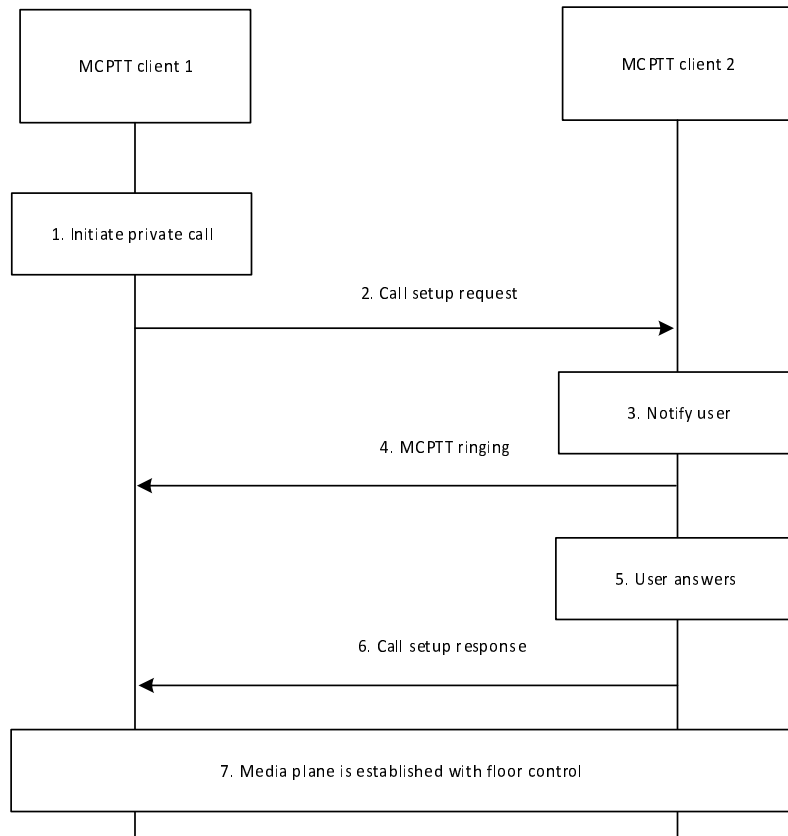 MCPTT client 1
MCPTT client 2
1. Initiate private call
2. Call setup request
3. Notify user
4. MCPTT ringing
5. User answers
6. Call setup response
7. Media plane is established with floor control